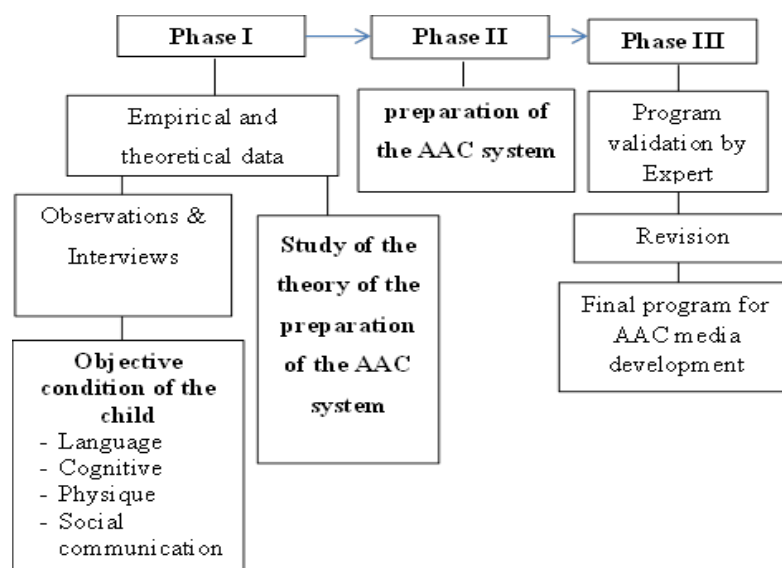 Phase I
Phase II
Phase III
Empirical and
theoretical data
preparation of
the AAC system
Program
validation by
Expert
Observations &
Interviews
Study of the
theory of the
preparation
of the AAC
system
Revision
Final program for
AAC media
development
Objective
condition of the
child
- Language
- Cognitive
- Physique
- Social
communication